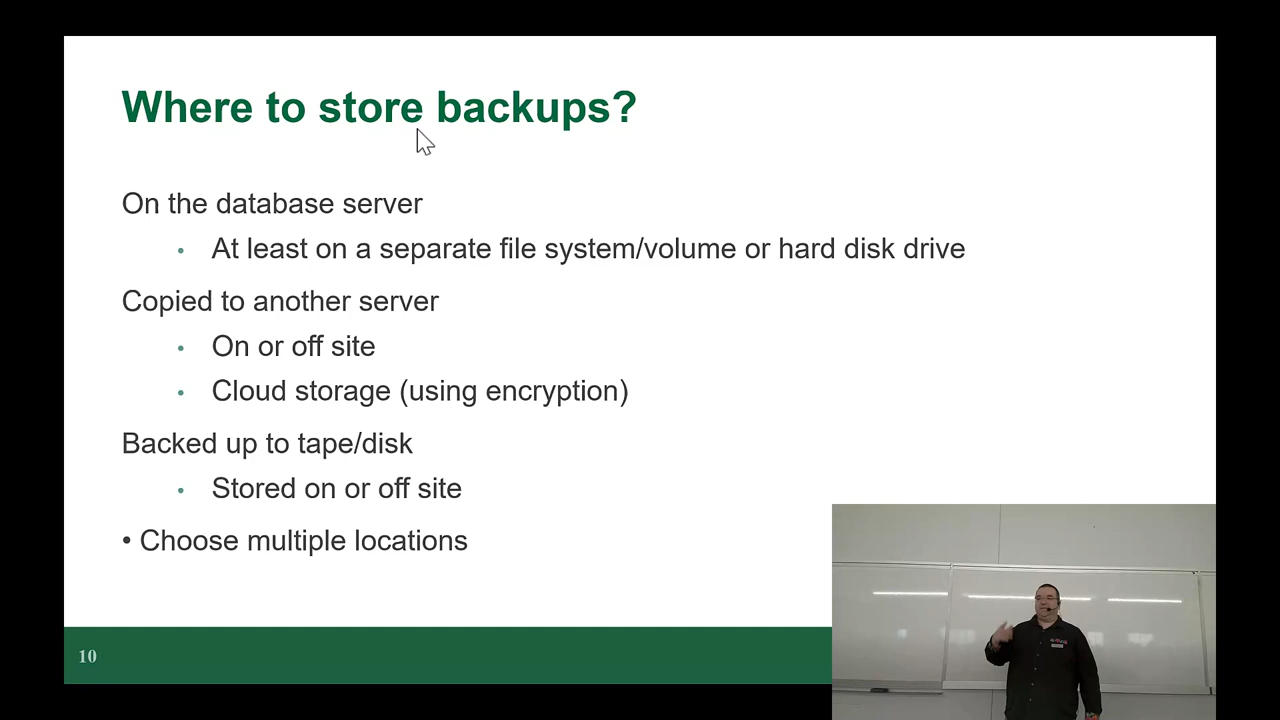 Where to store backups?
On the database server
• At least on a separate file system/volume or hard disk drive
Copied to another server
• On or off site
• Cloud storage (using encryption)
Backed up to tape/disk
• Stored on or off site
• Choose multiple locations
10